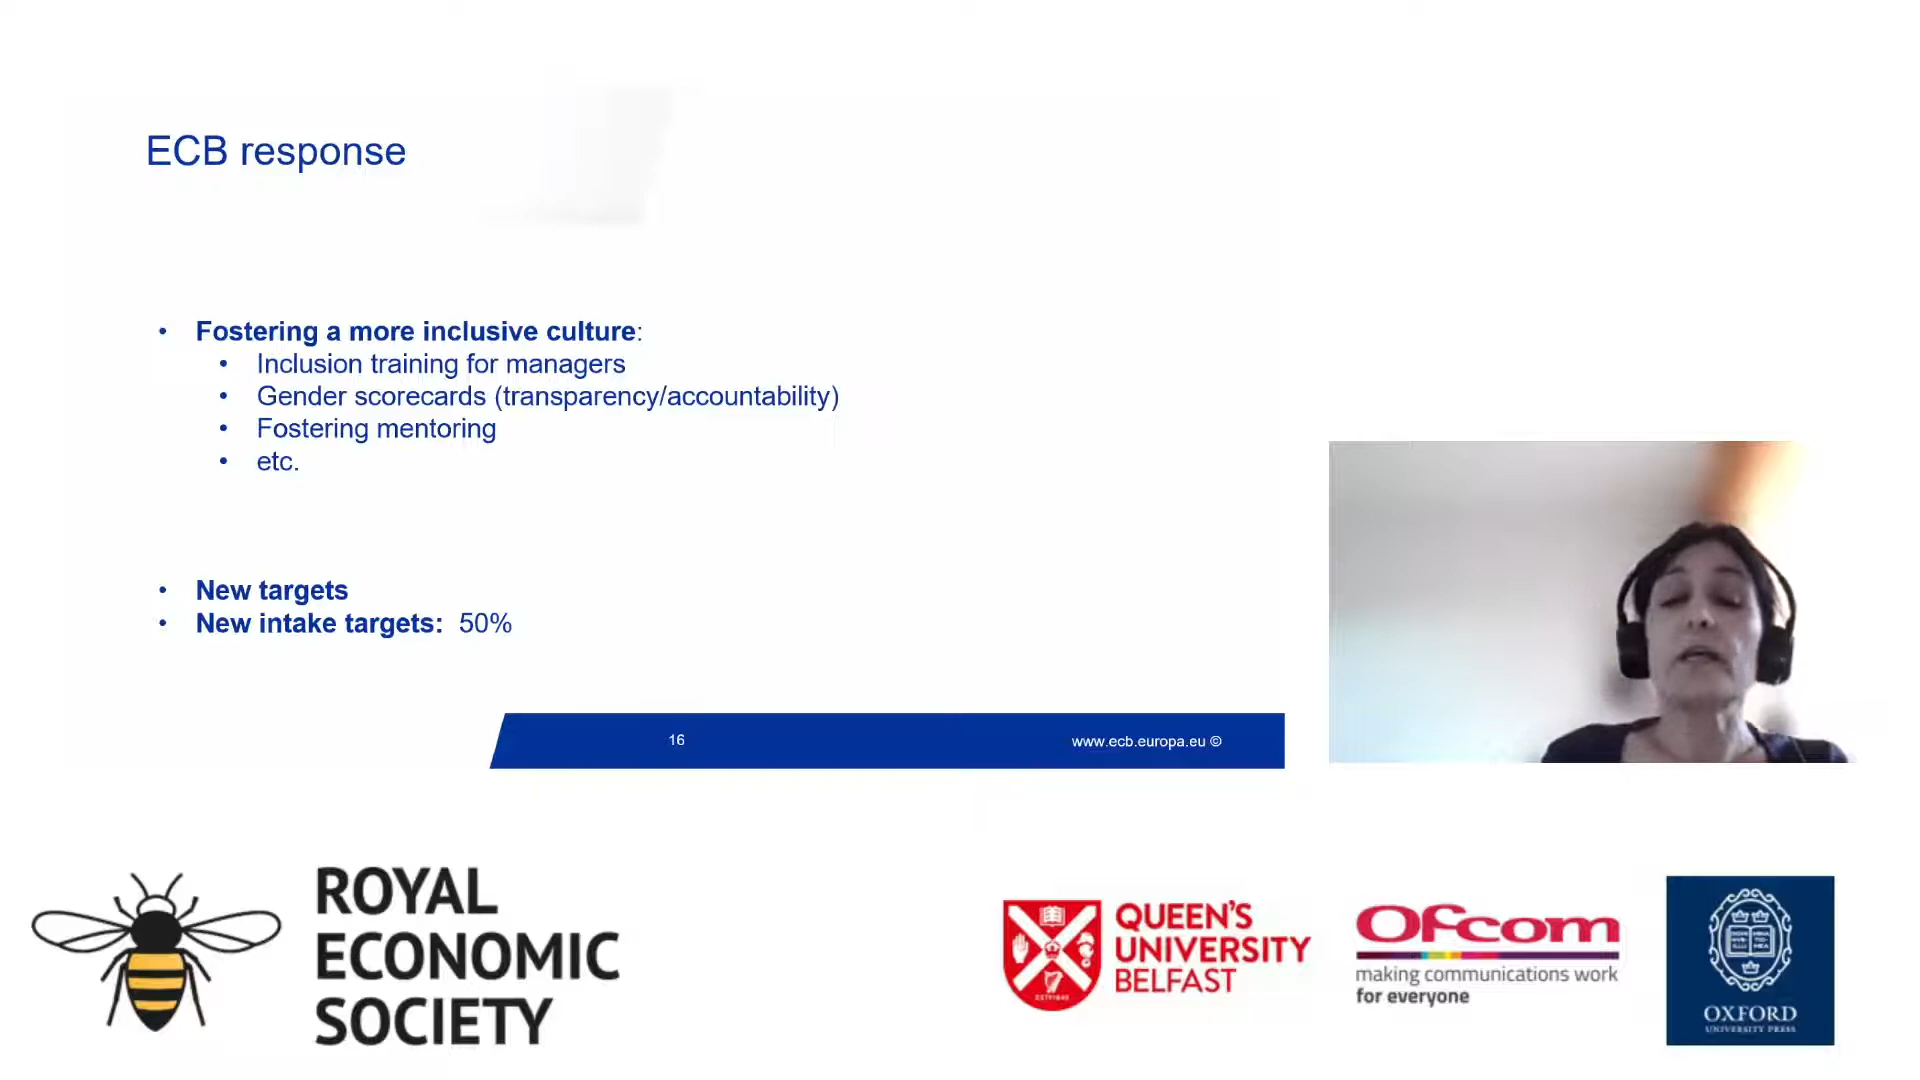 ECB response
• Fostering a more inclusive culture:
• Inclusion training for managers
• Gender scorecards (transparency/accountability)
• Fostering mentoring
• etc.
• New targets
• New intake targets: 50%
16
www.ecb.europa.eu ©
ROYAL
ECONOMIC
SOCIETY
QUEEN'S
UNIVERSITY
BELFAST
Ofcom
making communications work
for everyone
OXFORD
UNIVERSITY PRESS